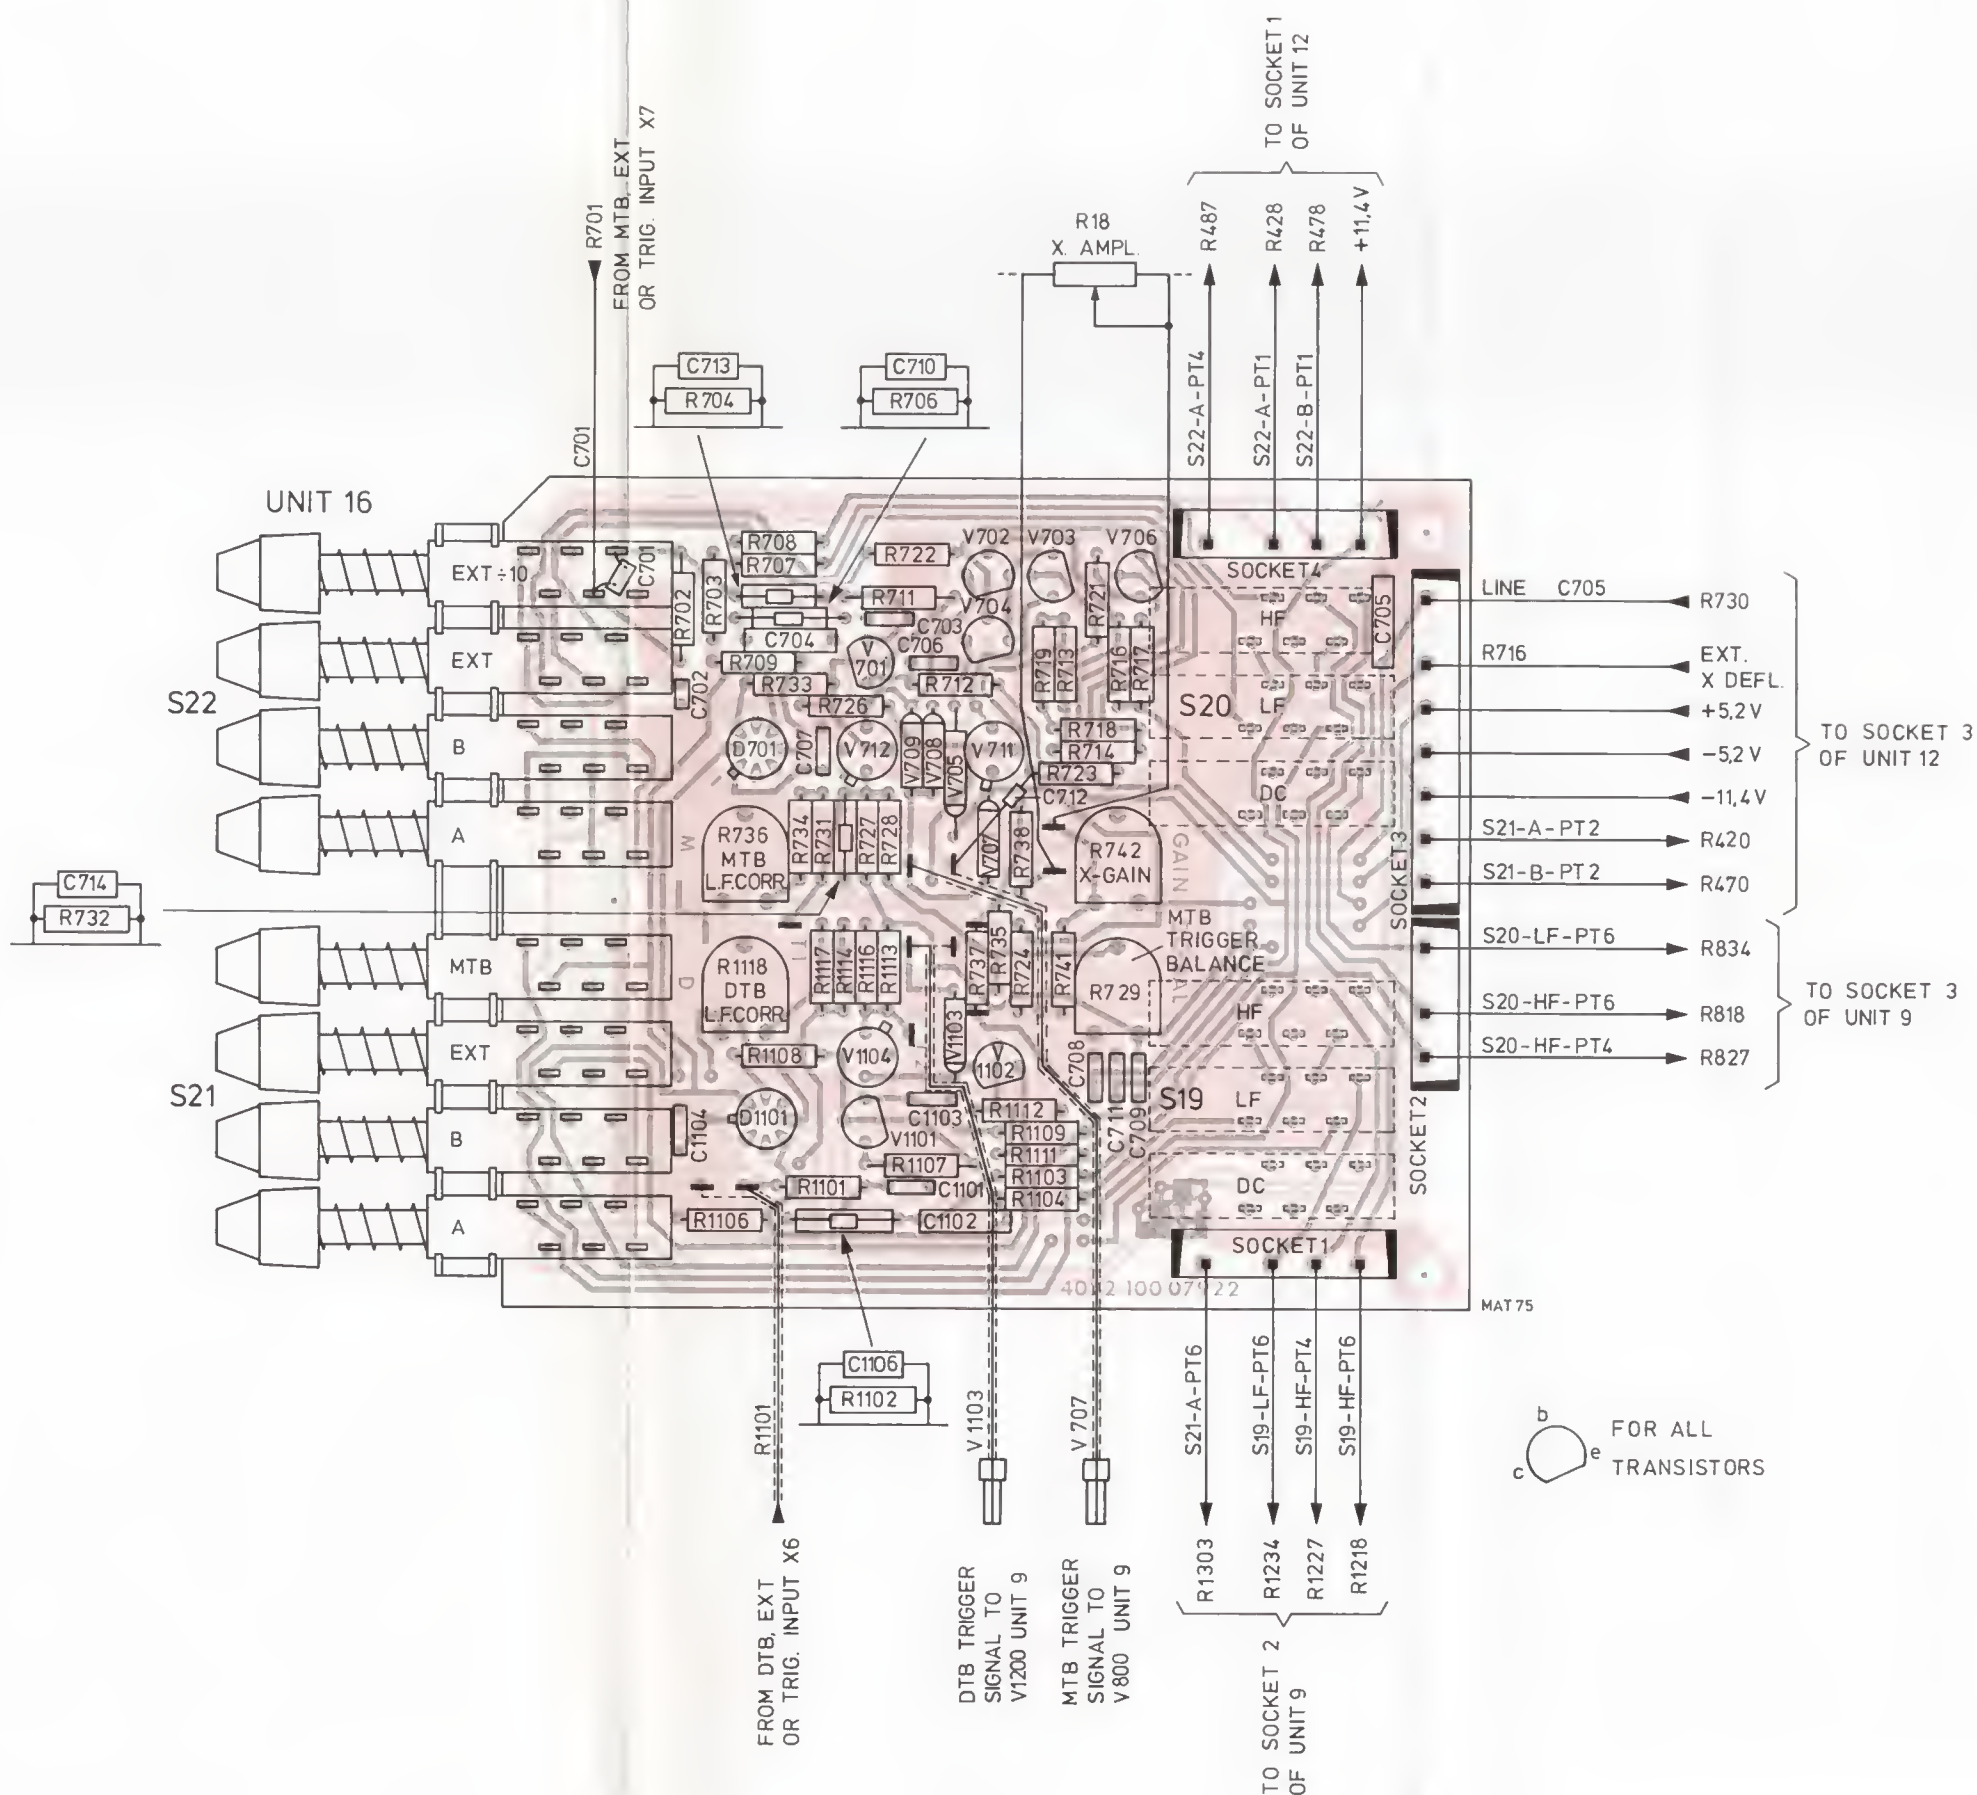 TO SOCKET 1
OF UNIT 12
R701
FROM MTB, EXT
OR TRIG. INPUT X7
R18
X. AMPL.
R487
R428
R478
+11,4 V
C713
R704
C710
R706
C701
S22-A-PT4
S22-A-PT1
S22-B-PT1
UNIT 16
EXT÷10
EXT
B
A
S22
MTB
EXT
B
A
S21
C714
R732
C701
R702
R703
R708
R707
R722
R711
C703
C704
R709
R733
R726
C702
V701
C706
R712
V702
V703
V706
V704
R721
R719
R713
R716
R717
R718
R714
R723
C712
D701
C707
V712
V709
V708
V705
V711
V707
R738
R736
MTB
L.F.CORR
R734
R731
R727
R728
R742
X-GAIN
GAIN
M
D
R1118
DTB
L.F.CORR
R1117
R1114
R1116
R1113
R737
R735
R724
R741
MTB
TRIGGER
BALANCE
R729
R1108
V1104
V1103
V1102
C708
C711
C709
D1101
C1104
V1101
C1103
R1112
R1109
R1111
R1103
R1104
R1107
R1101
C1101
R1106
C1102
SOCKET4
HF
C705
S20
LF
DC
HF
S19
LF
DC
SOCKET1
SOCKET3
SOCKET2
LINE C705
R730
R716
EXT.
X DEFL.
+5,2 V
-5,2 V
-11,4 V
S21-A-PT2
R420
S21-B-PT2
R470
TO SOCKET 3
OF UNIT 12
S20-LF-PT6
R834
S20-HF-PT6
R818
S20-HF-PT4
R827
TO SOCKET 3
OF UNIT 9
MAT75
C1106
R1102
R1101
V 1103
V 707
S21-A-PT6
S19-LF-PT6
S19-HF-PT4
S19-HF-PT6
R1303
R1234
R1227
R1218
FROM DTB, EXT
OR TRIG. INPUT X6
DTB TRIGGER
SIGNAL TO
V1200 UNIT 9
MTB TRIGGER
SIGNAL TO
V800 UNIT 9
TO SOCKET 2
OF UNIT 9
b
c
e
FOR ALL
TRANSISTORS